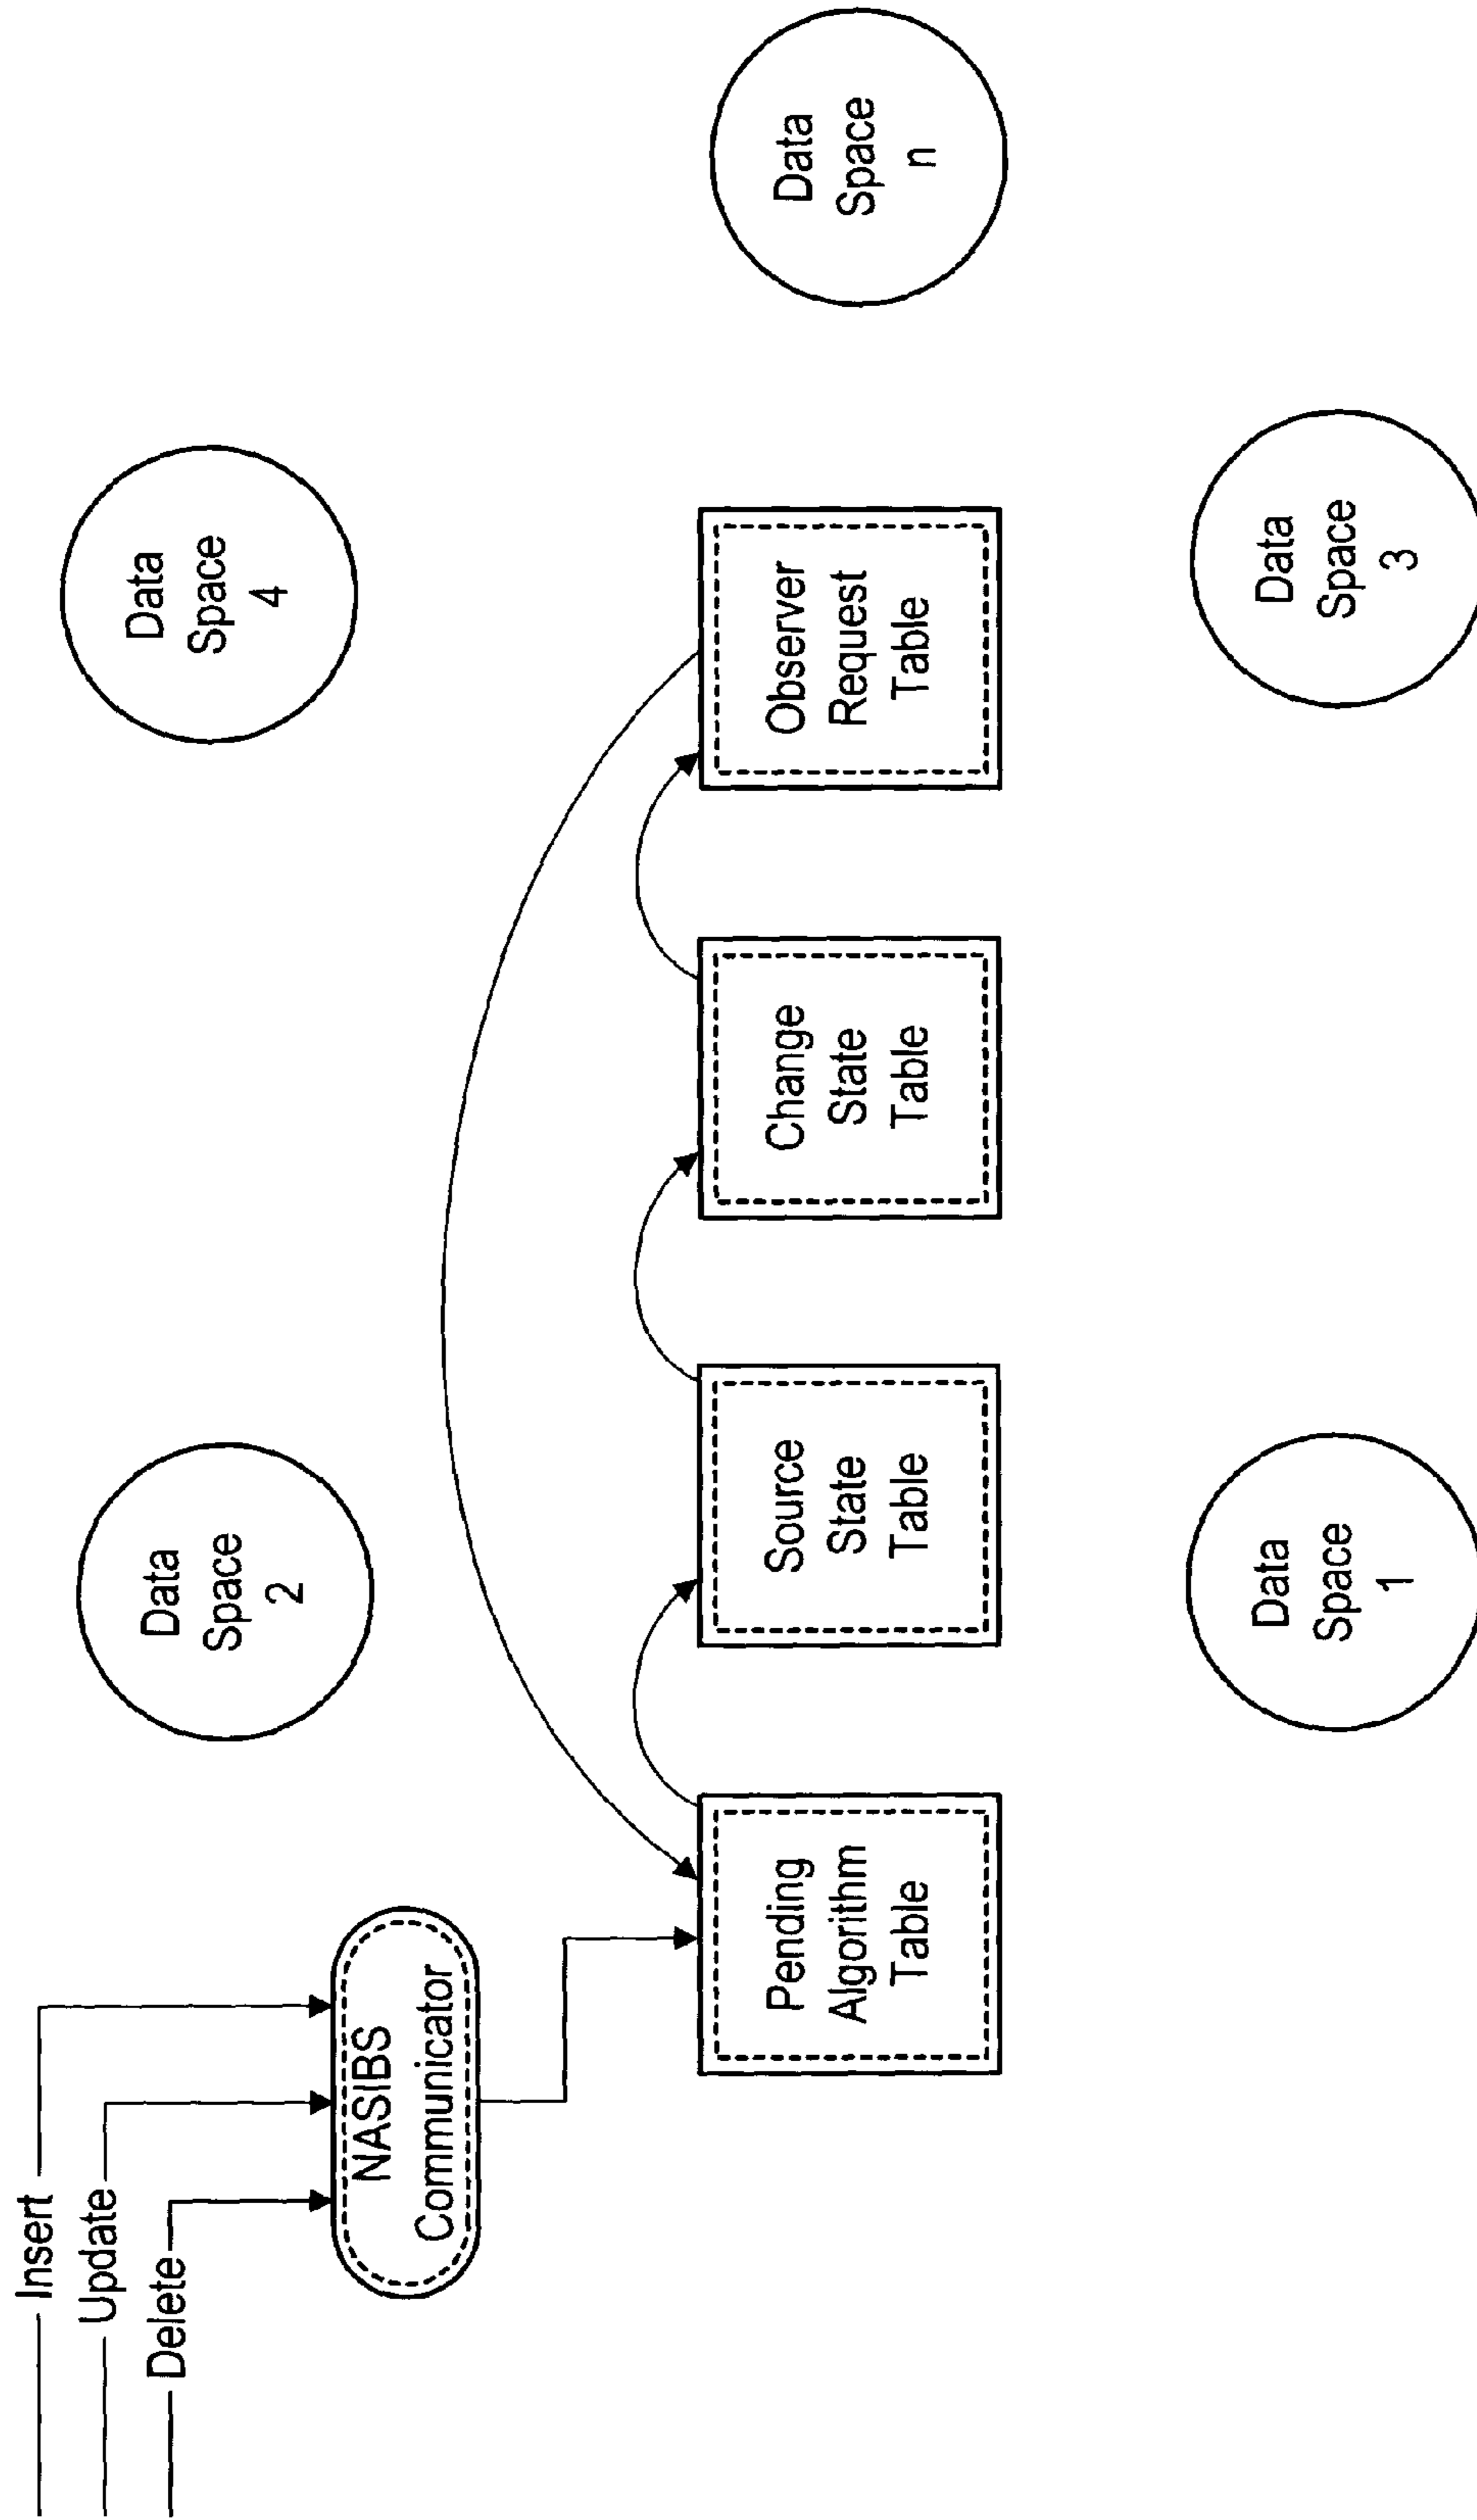 Insert
Update
Delete
NASIBS
Communicator
Data
Space
2
Data
Space
4
Pending
Algorithm
Table
Source
State
Table
Change
State
Table
Observer
Request
Table
Data
Space
n
Data
Space
1
Data
Space
3